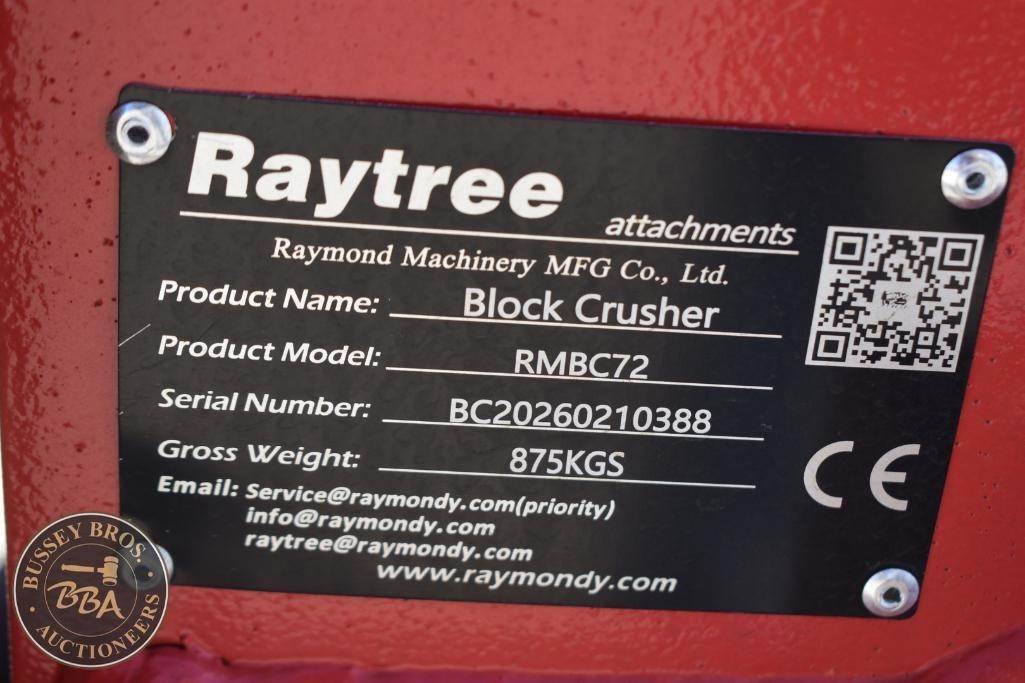 Raytree
attachments
Raymond Machinery MFG Co., Ltd.
Product Name: Block Crusher
Product Model: RMBC72
Serial Number: BC20260210388
Gross Weight: 875KGS
Email: Service@raymondy.com(priority)
info@raymondy.com
raytree@raymondy.com
www.raymondy.com
CE
BUSSEY BROS.
BBA
AUCTIONEERS